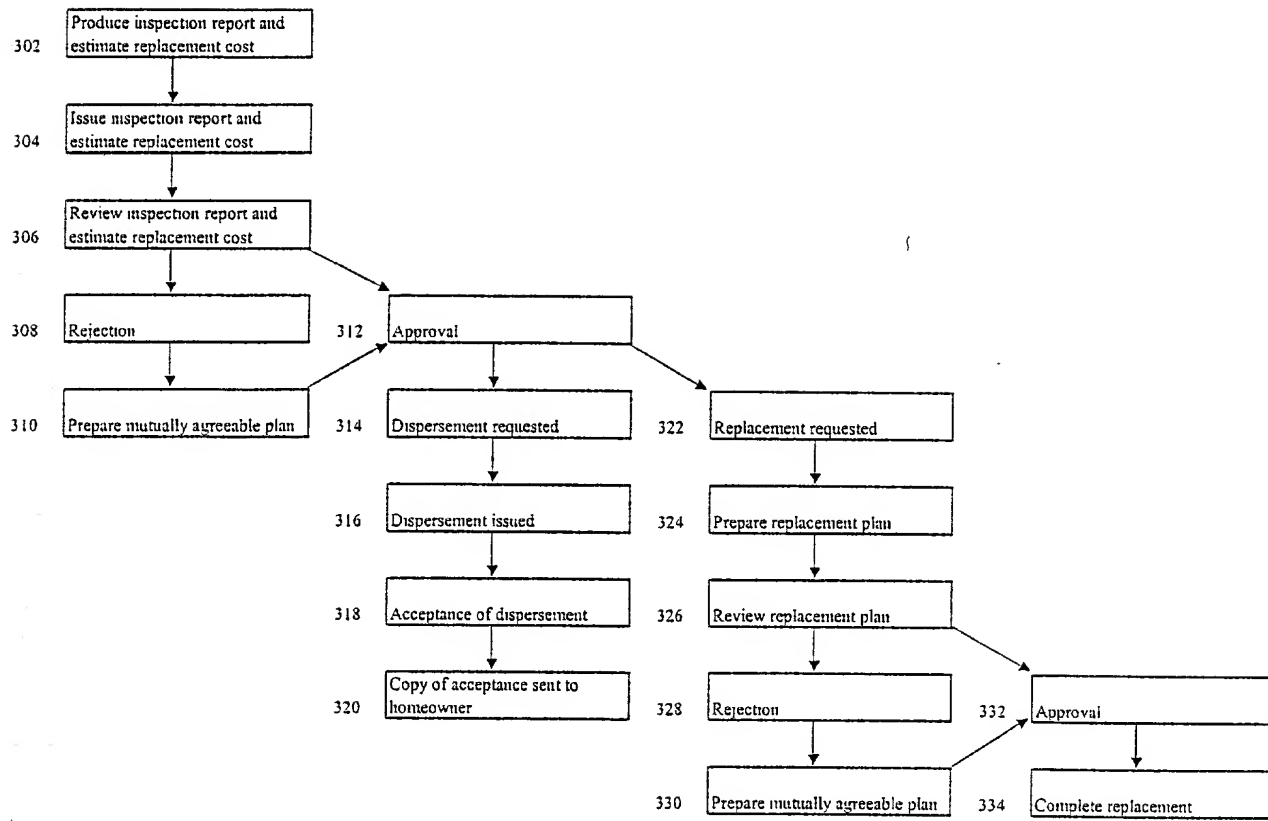 302
Produce inspection report and
estimate replacement cost
304
Issue inspection report and
estimate replacement cost
306
Review inspection report and
estimate replacement cost
308
Rejection
310
Prepare mutually agreeable plan
312
Approval
314
Dispersement requested
316
Dispersement issued
318
Acceptance of dispersement
320
Copy of acceptance sent to
homeowner
322
Replacement requested
324
Prepare replacement plan
326
Review replacement plan
328
Rejection
330
Prepare mutually agreeable plan
332
Approval
334
Complete replacement